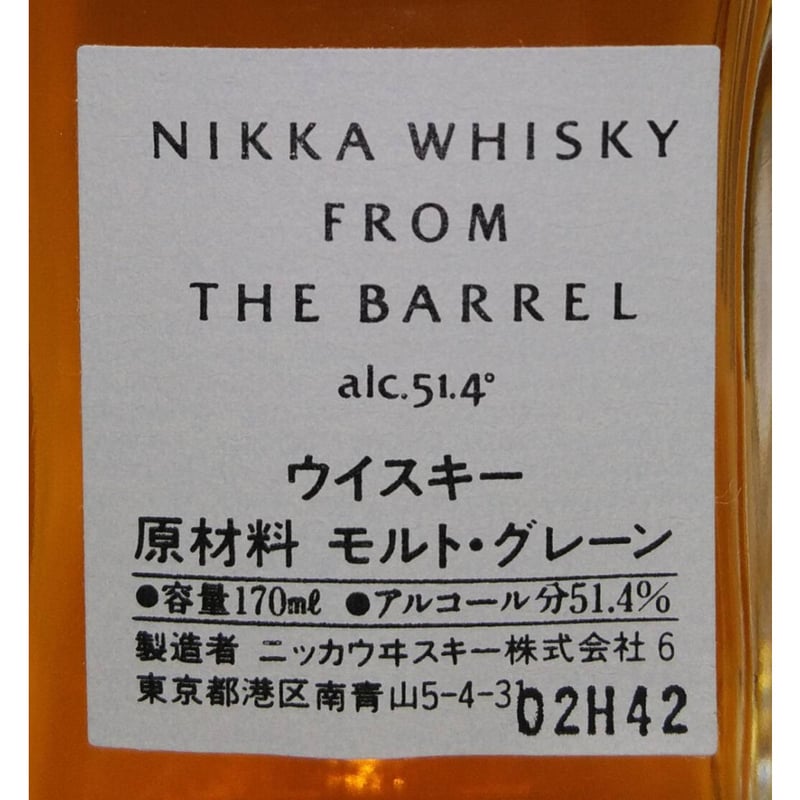 NIKKA WHISKY
FROM
THE BARREL
alc.51.4°
ウイスキー
原材料 モルト・グレーン
●容量170mℓ ●アルコール分51.4%
製造者 ニッカウヰスキー株式会社 6
東京都港区南青山5-4-31
02H42